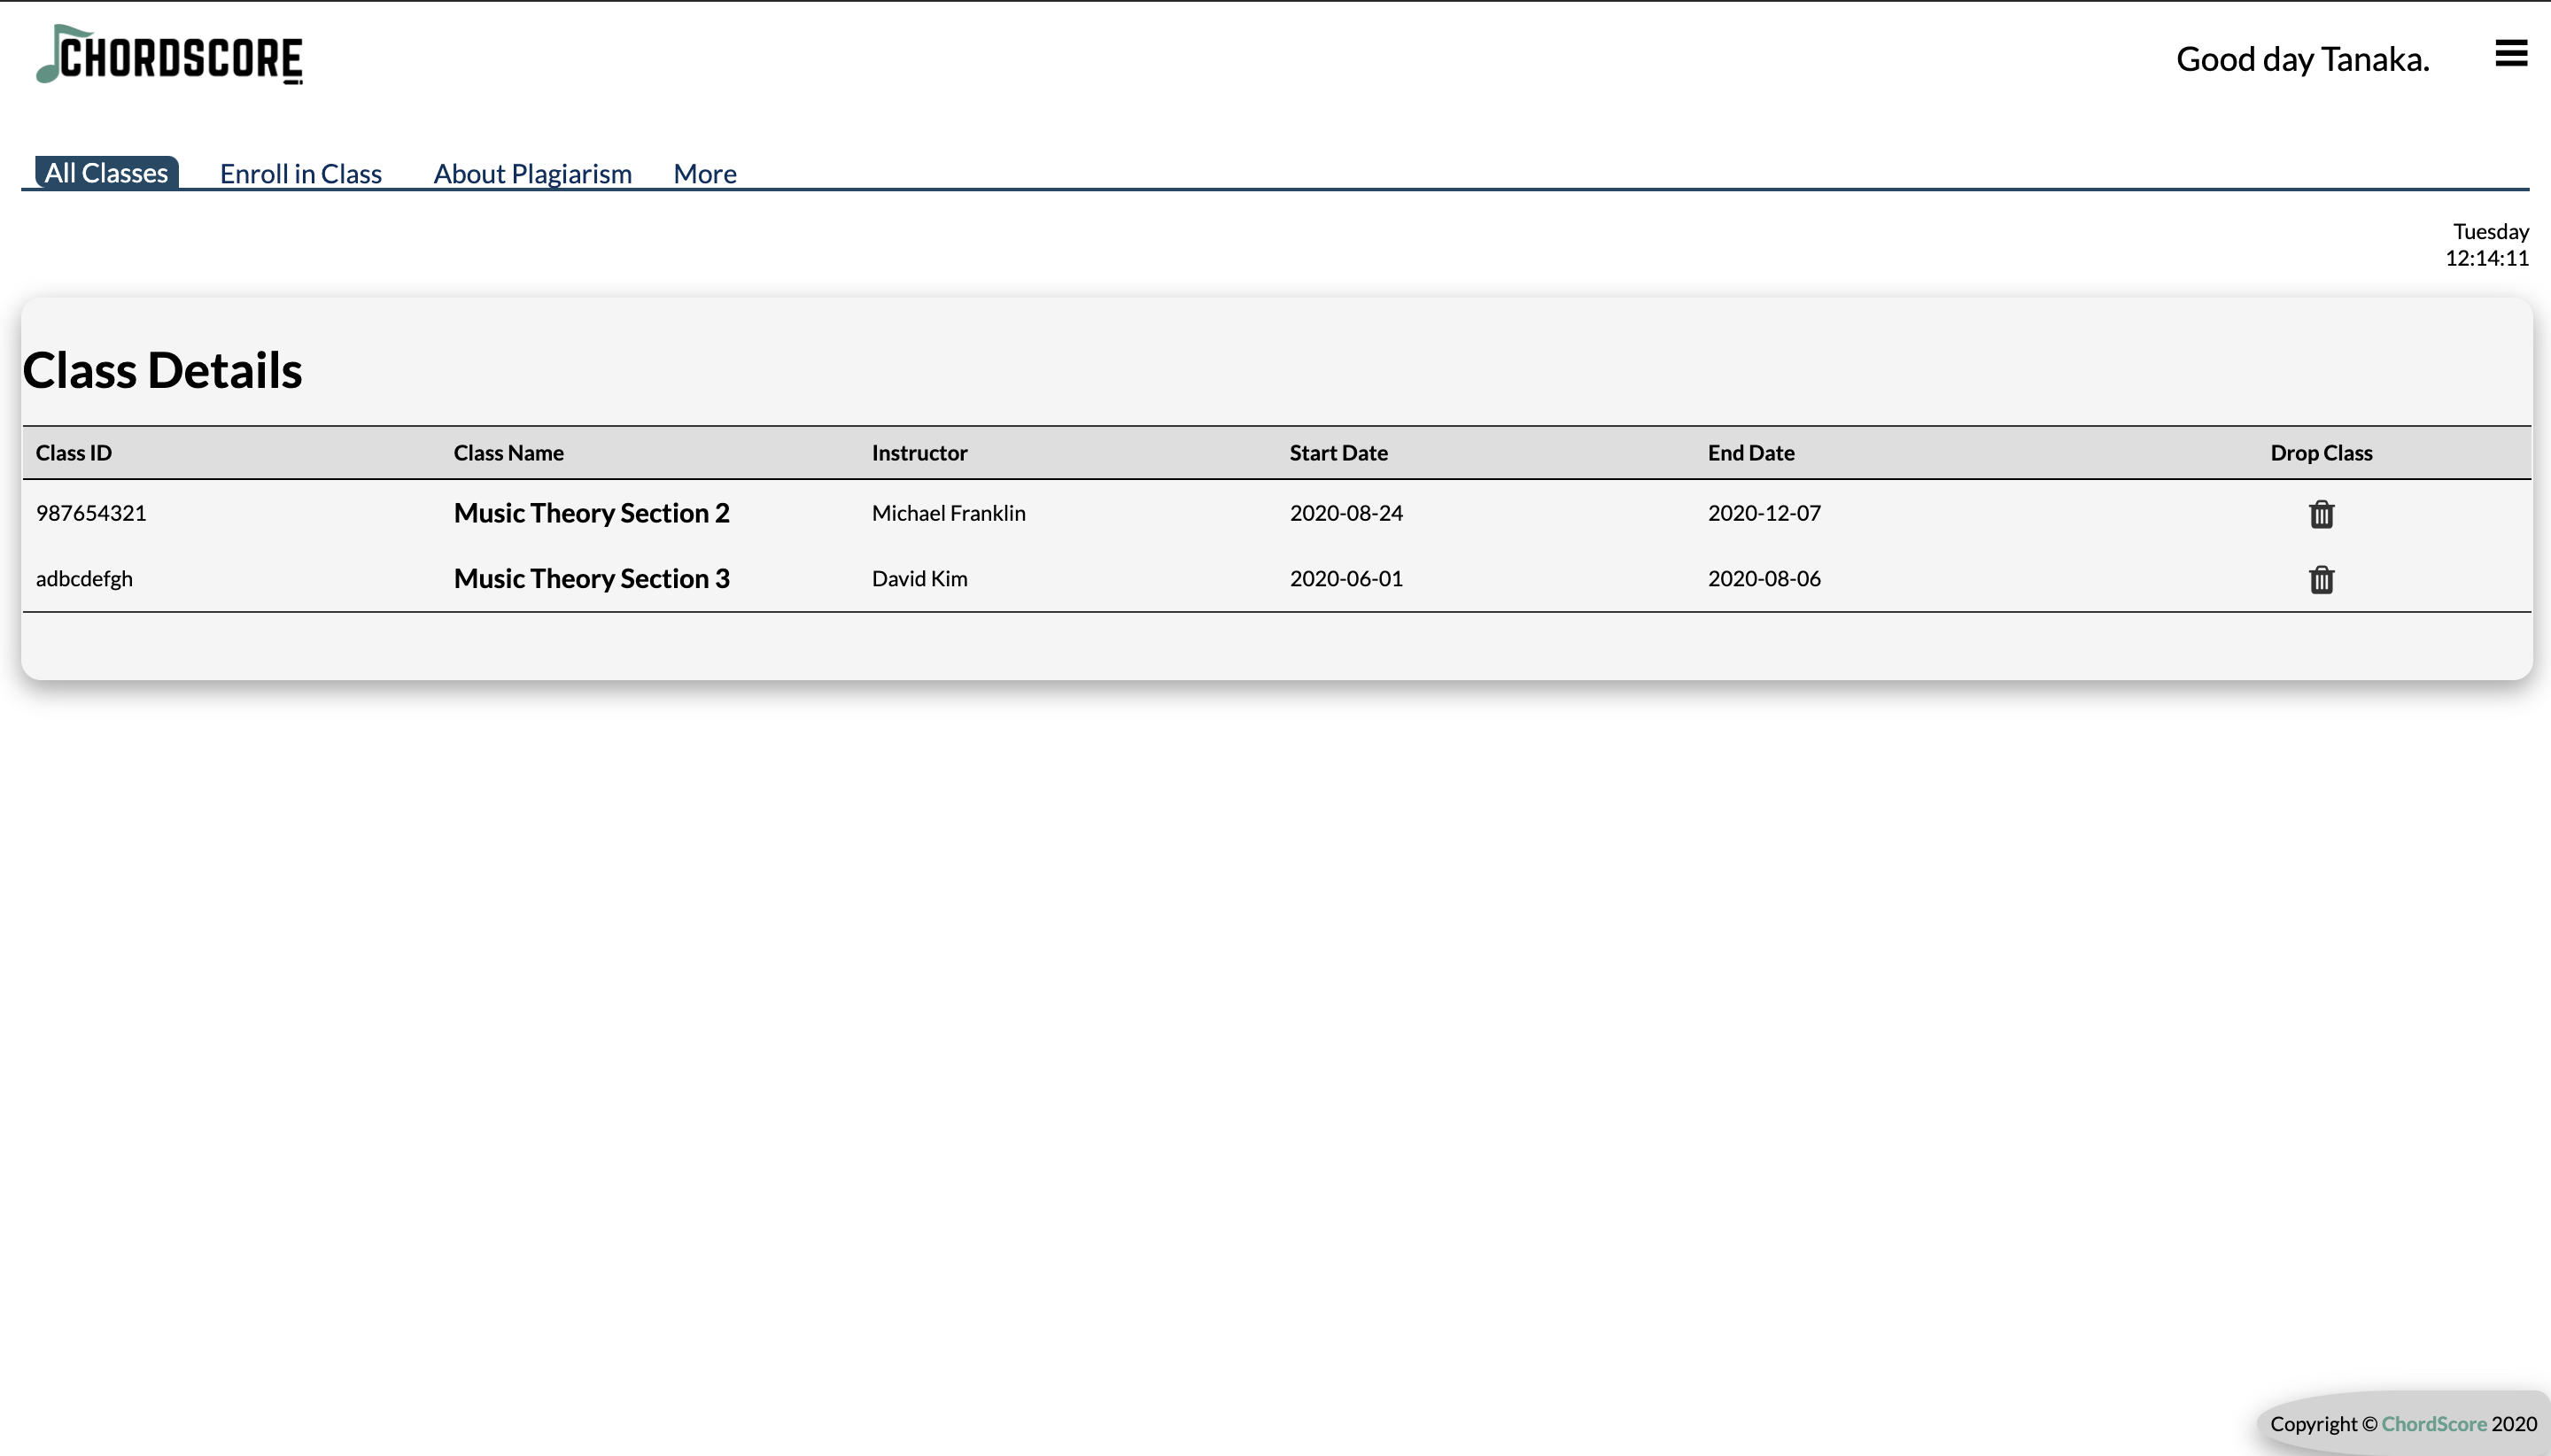 CHORDSCORE
Good day Tanaka.
All Classes Enroll in Class About Plagiarism More
Tuesday
12:14:11
Class Details
Class ID Class Name Instructor Start Date End Date Drop Class
987654321 Music Theory Section 2 Michael Franklin 2020-08-24 2020-12-07
adbcdefgh Music Theory Section 3 David Kim 2020-06-01 2020-08-06
Copyright © ChordScore 2020